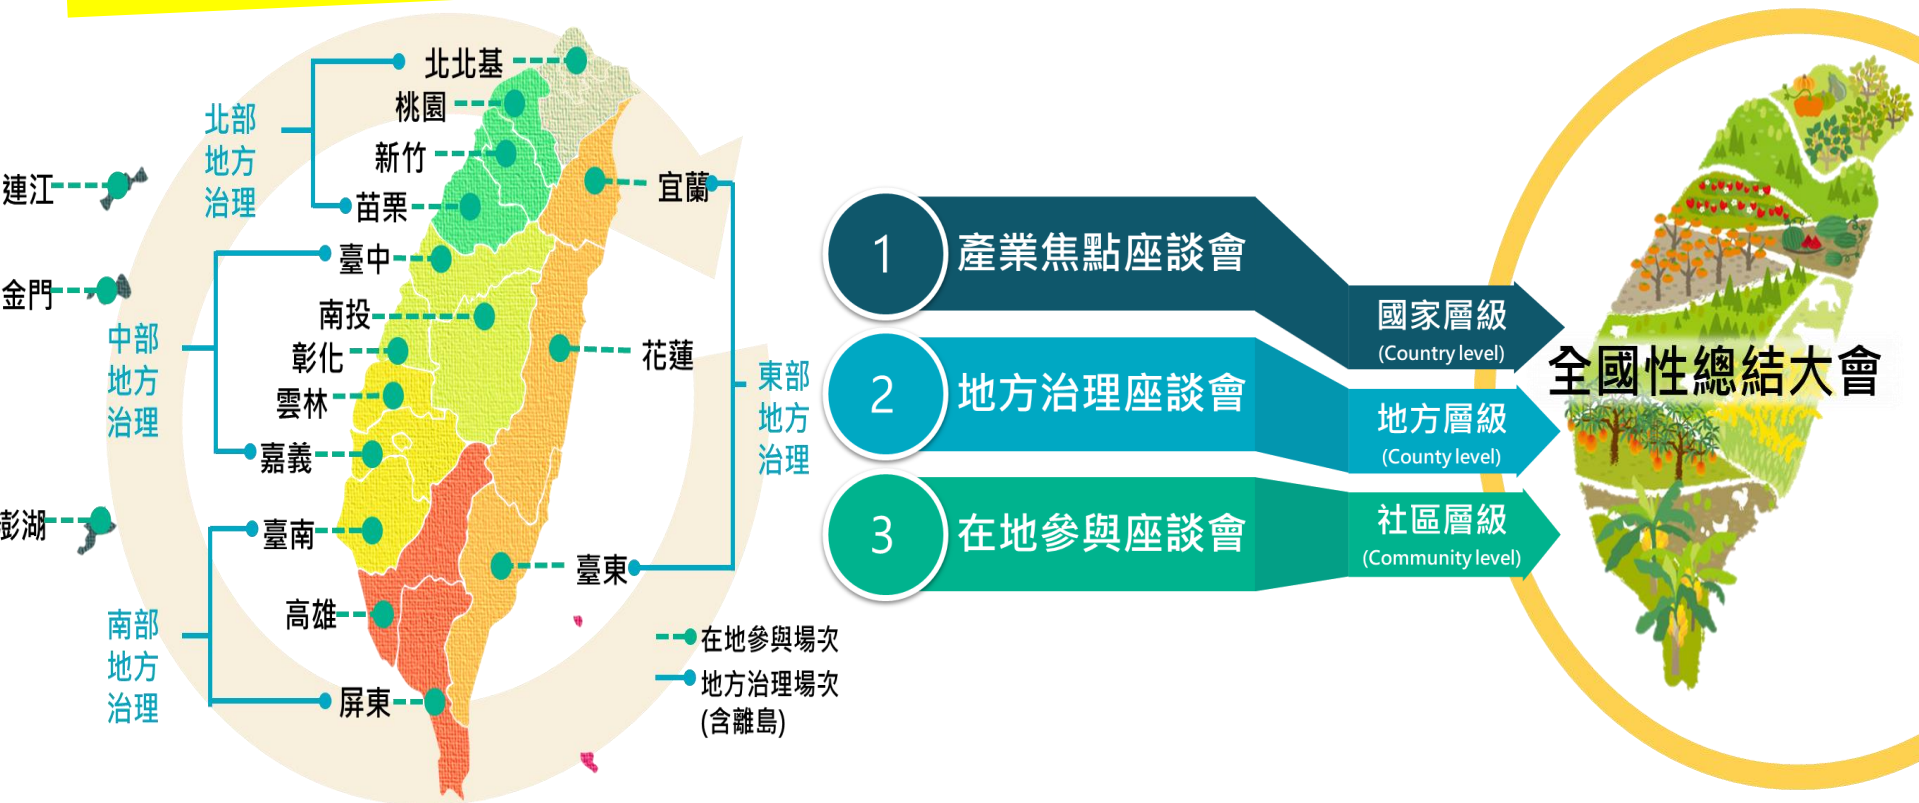 北北基
桃園
新竹
苗栗
臺中
南投
彰化
雲林
嘉義
臺南
高雄
屏東
宜蘭
花蓮
臺東
連江
金門
澎湖
北部
地方
治理
中部
地方
治理
南部
地方
治理
東部
地方
治理
在地參與場次
地方治理場次
(含離島)
1
產業焦點座談會
國家層級
(Country level)
2
地方治理座談會
地方層級
(County level)
3
在地參與座談會
社區層級
(Community level)
全國性總結大會